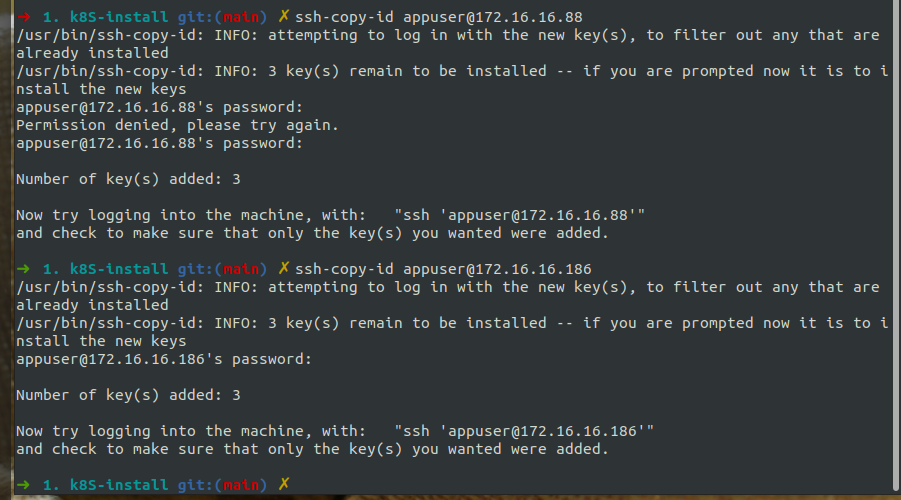 ➜ 1. k8S-install git:(main) ✗ ssh-copy-id appuser@172.16.16.88
/usr/bin/ssh-copy-id: INFO: attempting to log in with the new key(s), to filter out any that are
already installed
/usr/bin/ssh-copy-id: INFO: 3 key(s) remain to be installed -- if you are prompted now it is to i
nstall the new keys
appuser@172.16.16.88's password:
Permission denied, please try again.
appuser@172.16.16.88's password:
Number of key(s) added: 3
Now try logging into the machine, with:   "ssh 'appuser@172.16.16.88'"
and check to make sure that only the key(s) you wanted were added.
➜ 1. k8S-install git:(main) ✗ ssh-copy-id appuser@172.16.16.186
/usr/bin/ssh-copy-id: INFO: attempting to log in with the new key(s), to filter out any that are
already installed
/usr/bin/ssh-copy-id: INFO: 3 key(s) remain to be installed -- if you are prompted now it is to i
nstall the new keys
appuser@172.16.16.186's password:
Number of key(s) added: 3
Now try logging into the machine, with:   "ssh 'appuser@172.16.16.186'"
and check to make sure that only the key(s) you wanted were added.
➜ 1. k8S-install git:(main) ✗